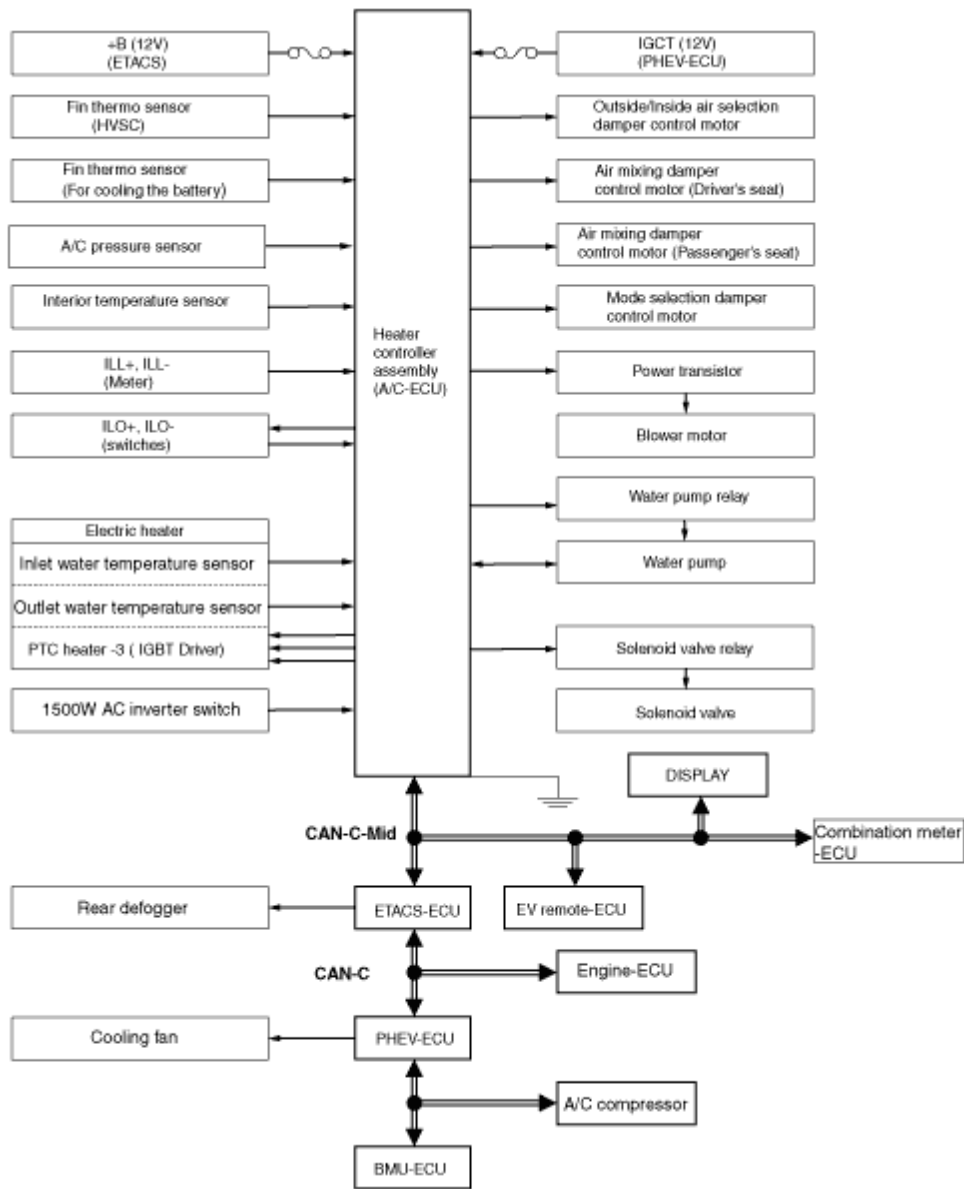 +B (12V)
(ETACS)
IGCT (12V)
(PHEV-ECU)
Fin thermo sensor
(HVSC)
Outside/Inside air selection
damper control motor
Fin thermo sensor
(For cooling the battery)
Air mixing damper
control motor (Driver's seat)
A/C pressure sensor
Air mixing damper
control motor (Passenger's seat)
Interior temperature sensor
Mode selection damper
control motor
Heater
controller
assembly
(A/C-ECU)
ILL+, ILL-
(Meter)
Power transistor
ILO+, ILO-
(switches)
Blower motor
Water pump relay
Electric heater
Inlet water temperature sensor
Water pump
Outlet water temperature sensor
PTC heater -3 ( IGBT Driver)
Solenoid valve relay
1500W AC inverter switch
Solenoid valve
DISPLAY
CAN-C-Mid
Combination meter
-ECU
Rear defogger
ETACS-ECU
EV remote-ECU
CAN-C
Engine-ECU
Cooling fan
PHEV-ECU
A/C compressor
BMU-ECU